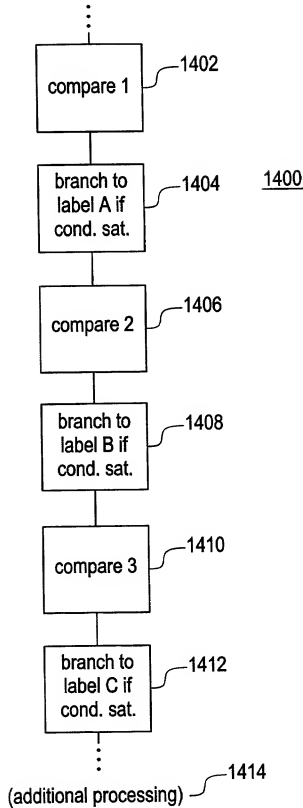 compare 1
1402
branch to
label A if
cond. sat.
1404
1400
compare 2
1406
branch to
label B if
cond. sat.
1408
compare 3
1410
branch to
label C if
cond. sat.
1412
(additional processing)
1414